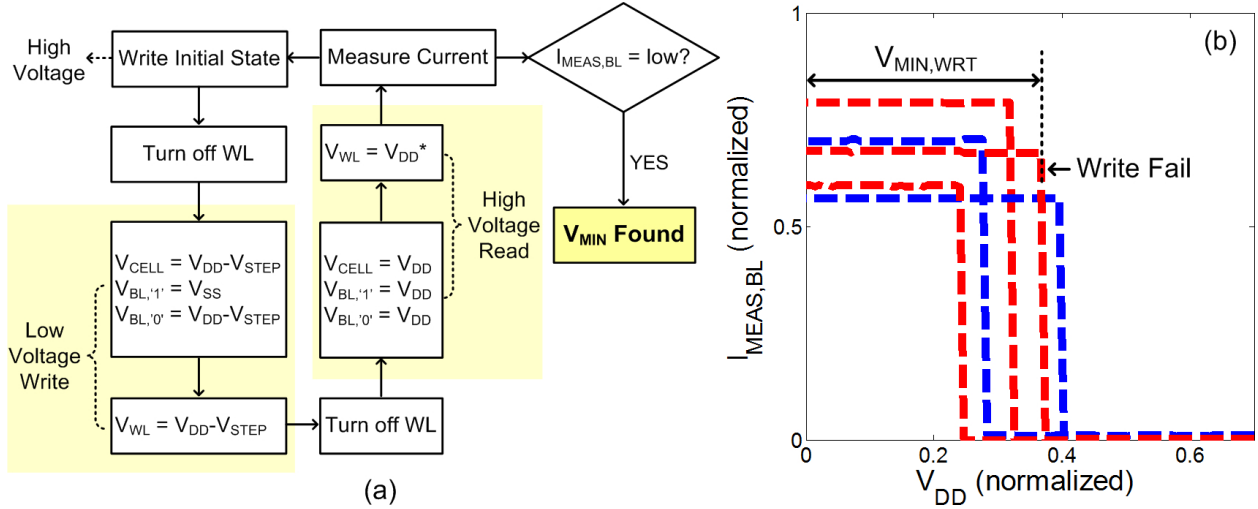 High
Voltage
Write Initial State
Measure Current
I_MEAS,BL = low?
Turn off WL
V_WL = V_DD*
YES
V_MIN Found
High
Voltage
Read
V_CELL = V_DD-V_STEP
V_BL,‘1’ = V_SS
V_BL,’0’ = V_DD-V_STEP
V_CELL = V_DD
V_BL,‘1’ = V_DD
V_BL,’0’ = V_DD
Low
Voltage
Write
V_WL = V_DD-V_STEP
Turn off WL
(a)
(b)
V_MIN,WRT
Write Fail
I_MEAS,BL (normalized)
1
0.5
0
0
0.2
0.4
0.6
V_DD (normalized)